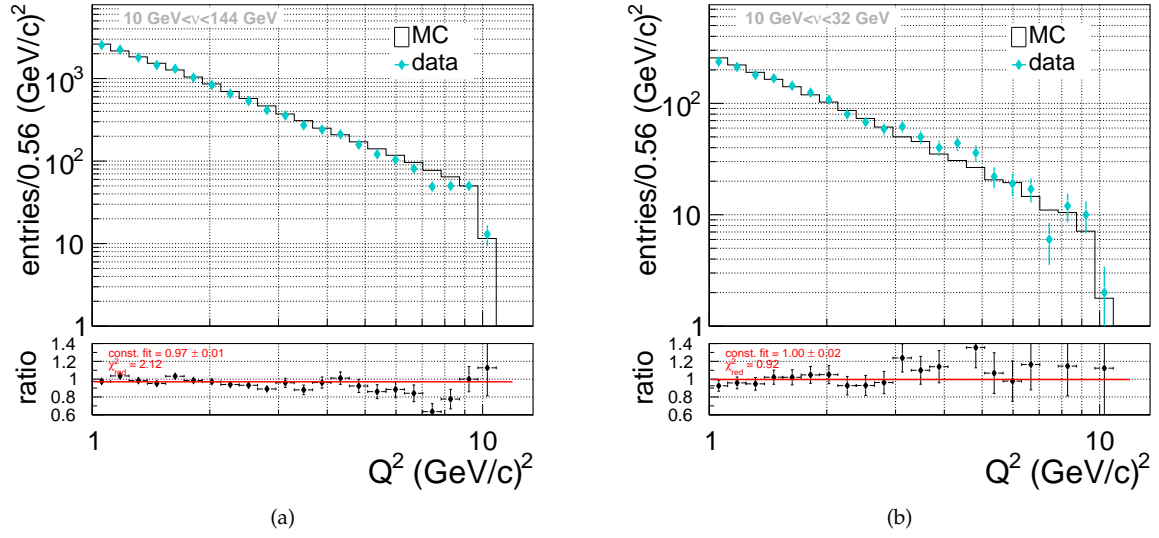 10 GeV<ν<144 GeV
MC
data
entries/0.56 (GeV/c)²
10³
10²
10
1
const. fit = 0.97 ± 0.01
χ²red = 2.12
ratio
1.4
1.2
1
0.8
0.6
1
10
Q² (GeV/c)²
(a)
10 GeV<ν<32 GeV
MC
data
entries/0.56 (GeV/c)²
10²
10
1
const. fit = 1.00 ± 0.02
χ²red = 0.92
ratio
1.4
1.2
1
0.8
0.6
1
10
Q² (GeV/c)²
(b)